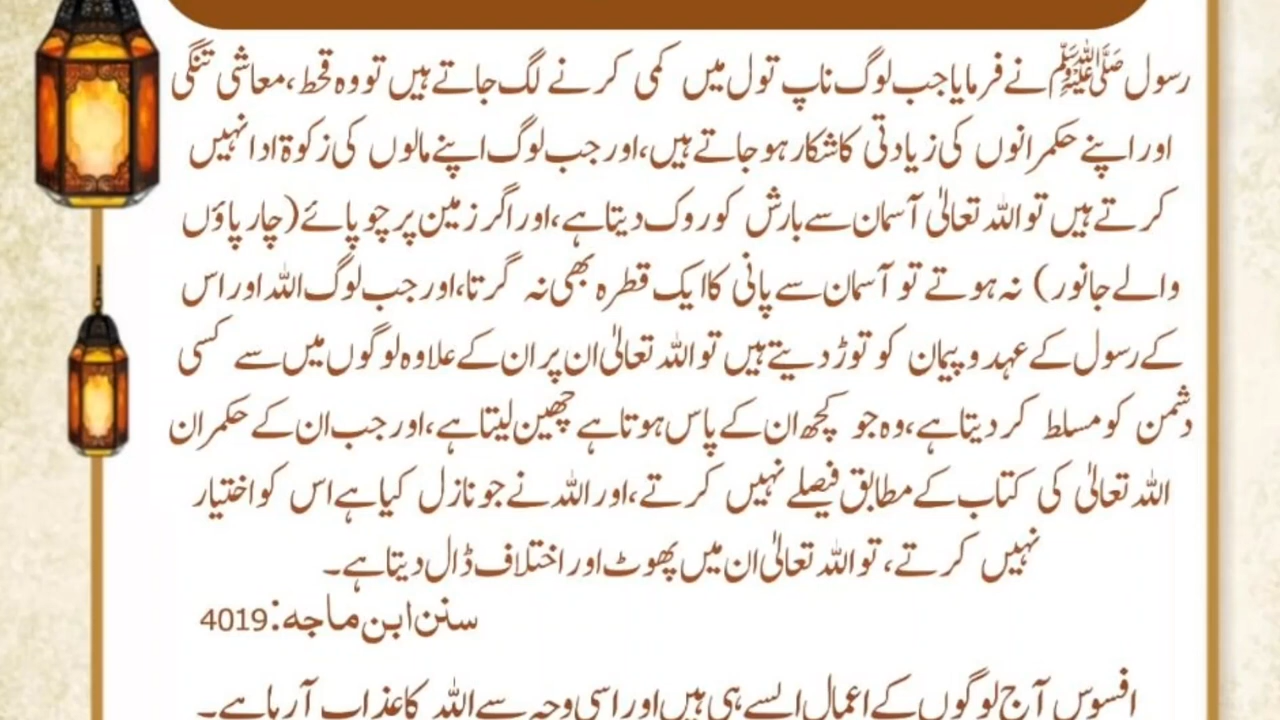 رسول ﷺ نے فرمایا جب لوگ ناپ تول میں کمی کرنے لگ جاتے ہیں تو وہ قحط، معاشی تنگی
اور اپنے حکمرانوں کی زیادتی کا شکار ہو جاتے ہیں، اور جب لوگ اپنے مالوں کی زکوۃ ادا نہیں
کرتے ہیں تو اللہ تعالیٰ آسمان سے بارش کو روک دیتا ہے، اور اگر زمین پر چوپائے (چار پاؤں
والے جانور) نہ ہوتے تو آسمان سے پانی کا ایک قطرہ بھی نہ گرتا، اور جب لوگ اللہ اور اس
کے رسول کے عہد و پیمان کو توڑ دیتے ہیں تو اللہ تعالیٰ ان پر ان کے علاوہ لوگوں میں سے کسی
دشمن کو مسلط کر دیتا ہے، وہ جو کچھ ان کے پاس ہوتا ہے چھین لیتا ہے، اور جب ان کے حکمران
اللہ تعالیٰ کی کتاب کے مطابق فیصلے نہیں کرتے، اور اللہ نے جو نازل کیا ہے اس کو اختیار
نہیں کرتے، تو اللہ تعالیٰ ان میں پھوٹ اور اختلاف ڈال دیتا ہے۔
سنن ابن ماجہ: 4019
افسوس آج لوگوں کے اعمال ایسے ہی ہیں اور اسی وجہ سے اللہ کا عذاب آ رہا ہے۔